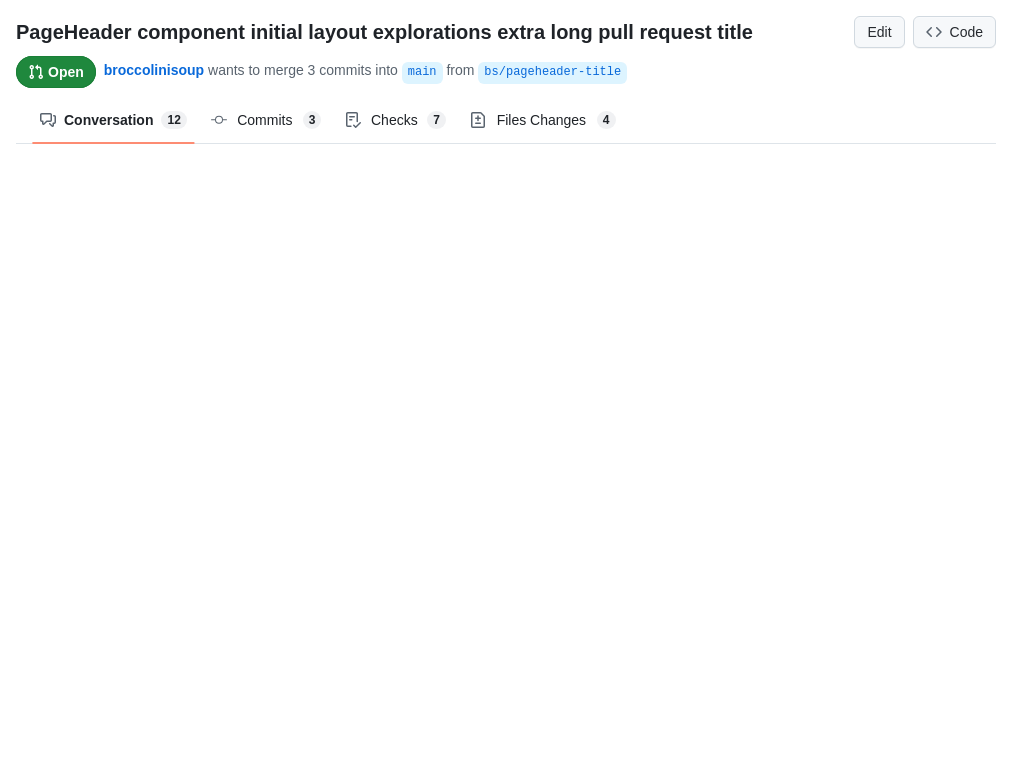 PageHeader component initial layout explorations extra long pull request title
Edit
Code
Open
broccolinisoup wants to merge 3 commits into main from bs/pageheader-title
Conversation 12 Commits 3 Checks 7 Files Changes 4